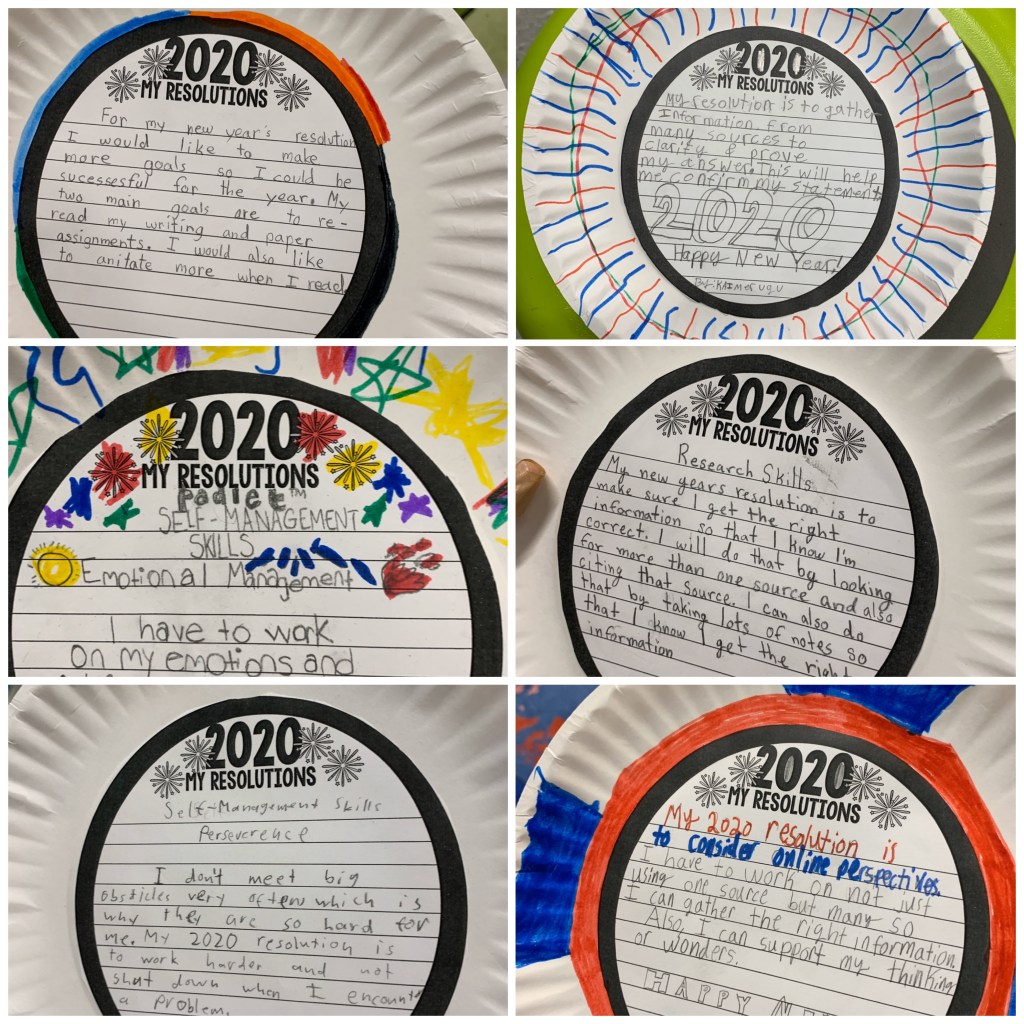 2020
MY RESOLUTIONS
For my new year's resolution
I would like to make
more goals so I could be
sucessesful for the year. My
two main goals are to re-
read my writing and paper
assignments. I would also like
to anitate more when I read
2020
MY RESOLUTIONS
My resolution is to gather
Information from
many sources to
clarify & prove
my answer. This will help
me confirm my statement
2020
Happy New Year!
2020
MY RESOLUTIONS
Padlet™
SELF-MANAGEMENT
SKILLS
Emotional Management
I have to work
On my emotions and
2020
MY RESOLUTIONS
Research Skills
My new years resolution is to
make sure I get the right
information so that I know I'm
correct. I will do that by looking
for more than one source and also
citing that source. I can also do
that by taking lots of notes so
that I know I get the right
information
2020
MY RESOLUTIONS
Self-Management Skills
Perseverence
I don't meet big
obsticles very often which is
why they are so hard for
me. My 2020 resolution is
to work harder and not
shut down when I encounte
a problem.
2020
MY RESOLUTIONS
My 2020 resolution is
to consider online perspectives.
I have to work on not just
using one source but many so
I can gather the right information.
Also, I can support my thinking
or wonders.
HAPPY N